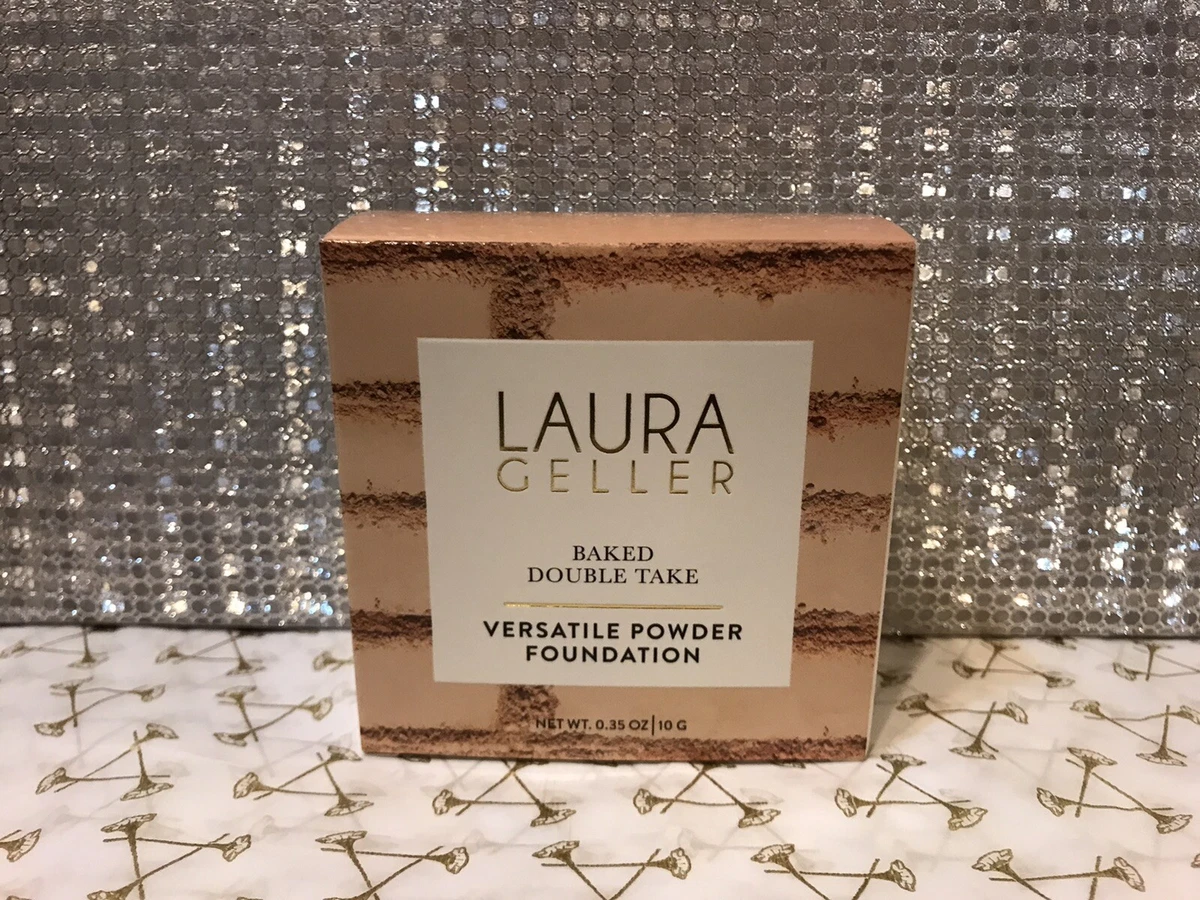 LAURA
GELLER
BAKED
DOUBLE TAKE
VERSATILE POWDER
FOUNDATION
NET WT. 0.35 OZ|10 G